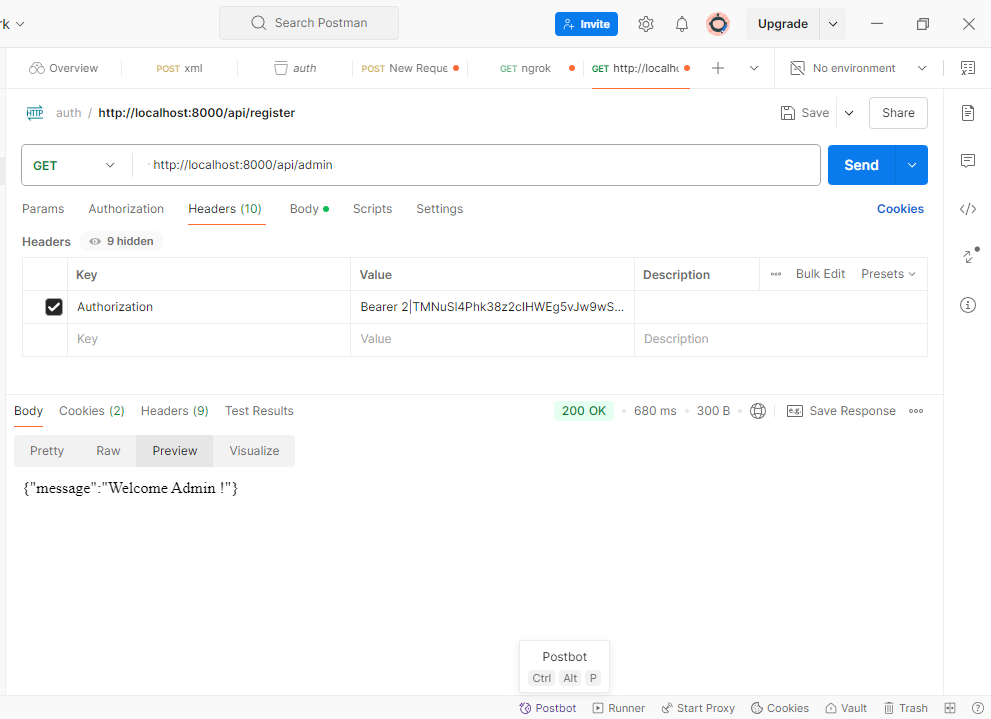 rk
Search Postman
Invite
Upgrade
Overview
POST xml
auth
POST New Reque
GET ngrok
GET http://localho
No environment
HTTP auth / http://localhost:8000/api/register
Save
Share
GET
http://localhost:8000/api/admin
Send
Params Authorization Headers (10) Body Scripts Settings
Cookies
Headers 9 hidden
Key Value Description Bulk Edit Presets
Authorization Bearer 2|TMNuSl4Phk38z2cIHWEg5vJw9wS...
Key Value Description
Body Cookies (2) Headers (9) Test Results
200 OK 680 ms 300 B e.g. Save Response
Pretty Raw Preview Visualize
{"message":"Welcome Admin !"}
Postbot
Ctrl Alt P
Postbot Runner Start Proxy Cookies Vault Trash